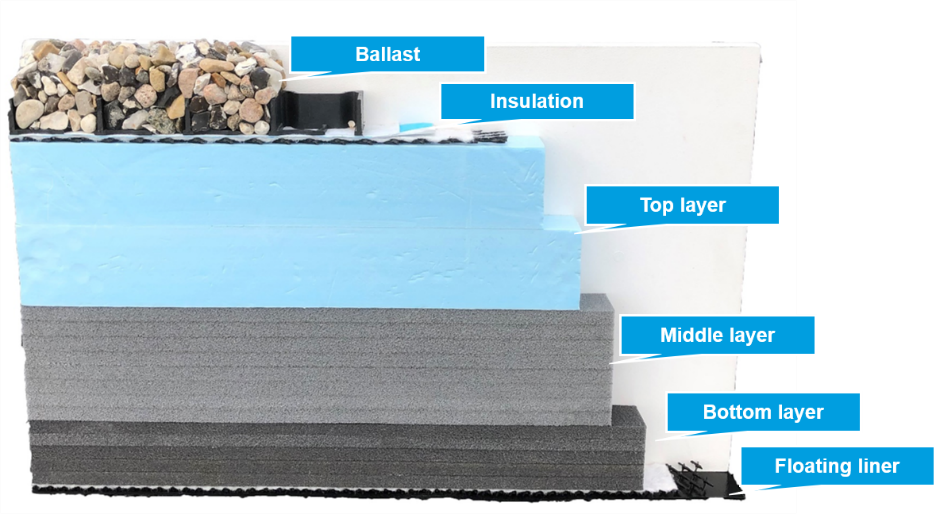 Ballast
Insulation
Top layer
Middle layer
Bottom layer
Floating liner